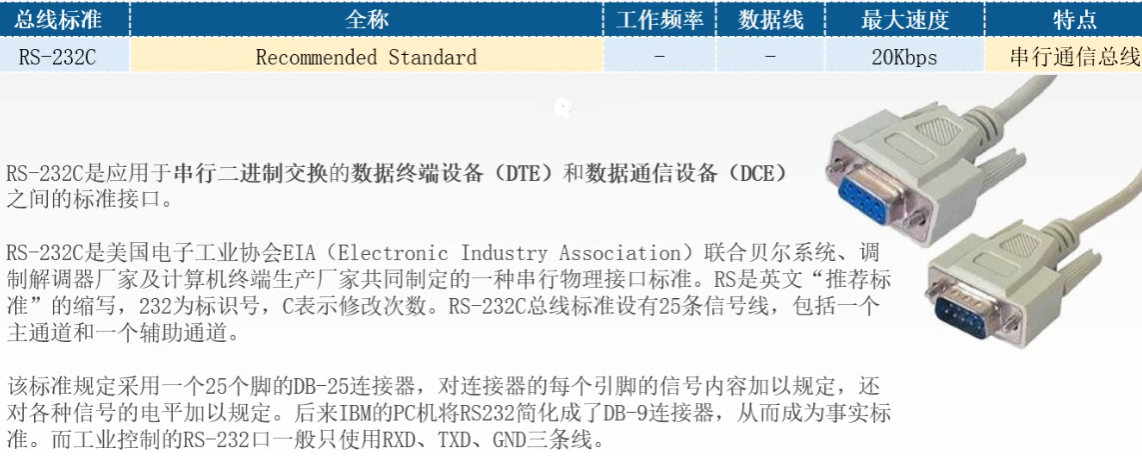 总线标准 全称 工作频率 数据线 最大速度 特点
RS-232C Recommended Standard - - 20Kbps 串行通信总线
RS-232C是应用于串行二进制交换的数据终端设备（DTE）和数据通信设备（DCE）
之间的标准接口。
RS-232C是美国电子工业协会EIA（Electronic Industry Association）联合贝尔系统、调
制解调器厂家及计算机终端生产厂家共同制定的一种串行物理接口标准。RS是英文“推荐标
准”的缩写，232为标识号，C表示修改次数。RS-232C总线标准设有25条信号线，包括一个
主通道和一个辅助通道。
该标准规定采用一个25个脚的DB-25连接器，对连接器的每个引脚的信号内容加以规定，还
对各种信号的电平加以规定。后来IBM的PC机将RS232简化成了DB-9连接器，从而成为事实标
准。而工业控制的RS-232口一般只使用RXD、TXD、GND三条线。